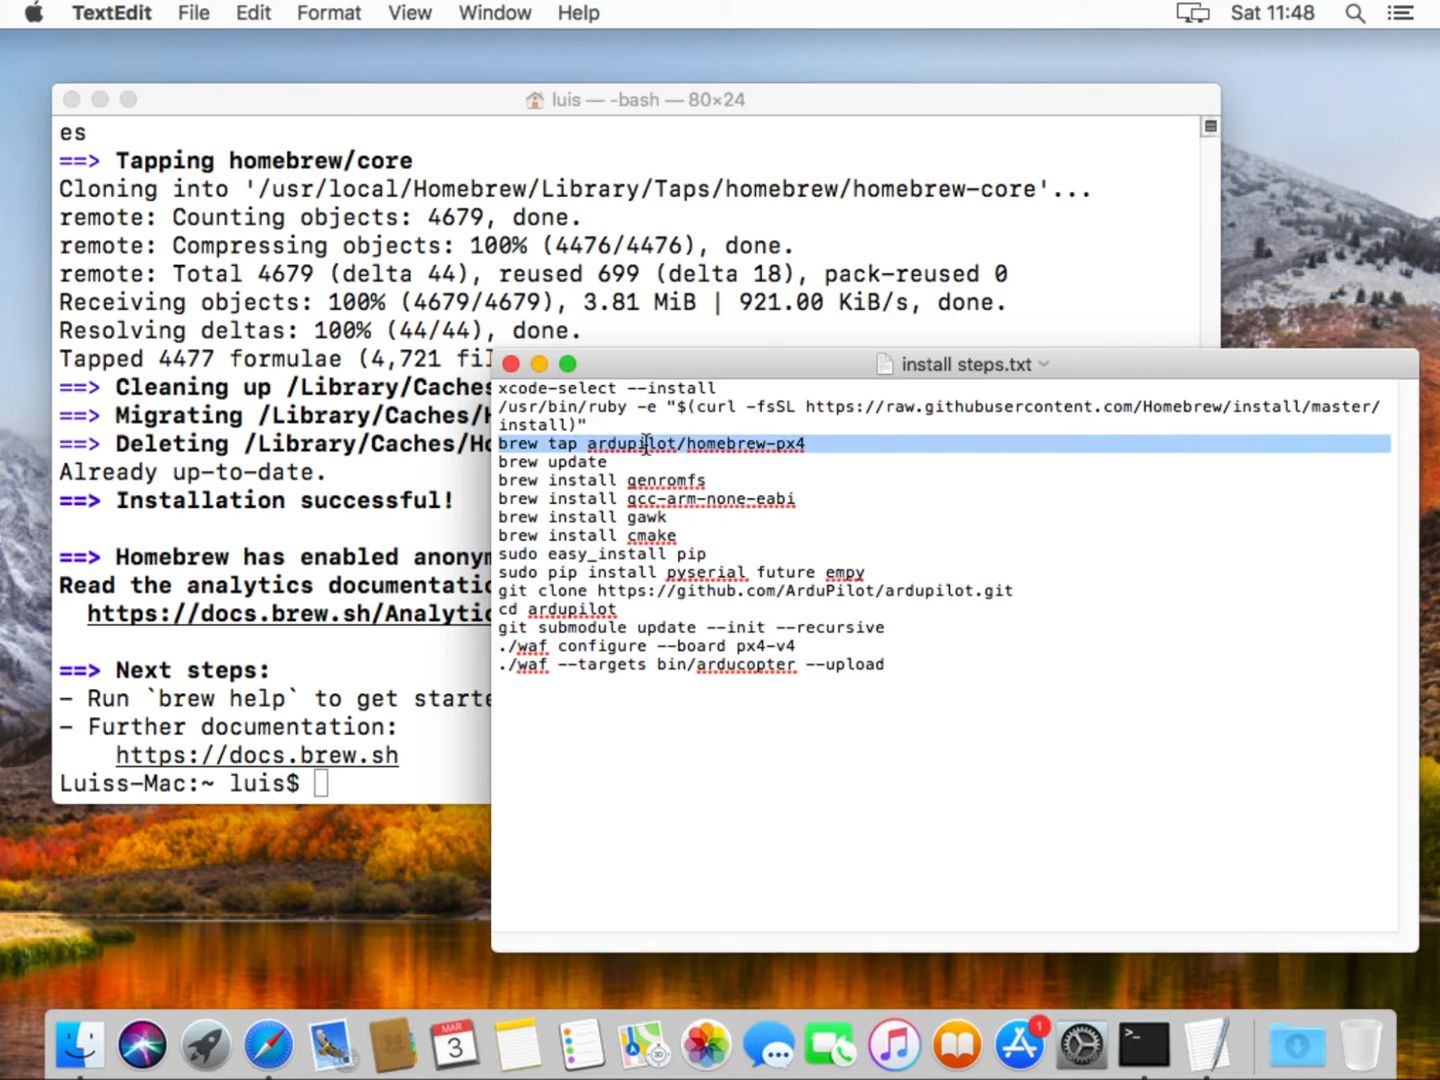 TextEdit File Edit Format View Window Help Sat 11:48
luis — -bash — 80×24
es
==> Tapping homebrew/core
Cloning into '/usr/local/Homebrew/Library/Taps/homebrew/homebrew-core'...
remote: Counting objects: 4679, done.
remote: Compressing objects: 100% (4476/4476), done.
remote: Total 4679 (delta 44), reused 699 (delta 18), pack-reused 0
Receiving objects: 100% (4679/4679), 3.81 MiB | 921.00 KiB/s, done.
Resolving deltas: 100% (44/44), done.
Tapped 4477 formulae (4,721 fil
==> Cleaning up /Library/Caches
==> Migrating /Library/Caches/H
==> Deleting /Library/Caches/Ho
Already up-to-date.
==> Installation successful!
==> Homebrew has enabled anonym
Read the analytics documentatio
https://docs.brew.sh/Analytic
==> Next steps:
- Run `brew help` to get starte
- Further documentation:
https://docs.brew.sh
Luiss-Mac:~ luis$
install steps.txt
xcode-select --install
/usr/bin/ruby -e "$(curl -fsSL https://raw.githubusercontent.com/Homebrew/install/master/
install)"
brew tap ardupilot/homebrew-px4
brew update
brew install genromfs
brew install gcc-arm-none-eabi
brew install gawk
brew install cmake
sudo easy_install pip
sudo pip install pyserial future empy
git clone https://github.com/ArduPilot/ardupilot.git
cd ardupilot
git submodule update --init --recursive
./waf configure --board px4-v4
./waf --targets bin/arducopter --upload
MAR
3
1